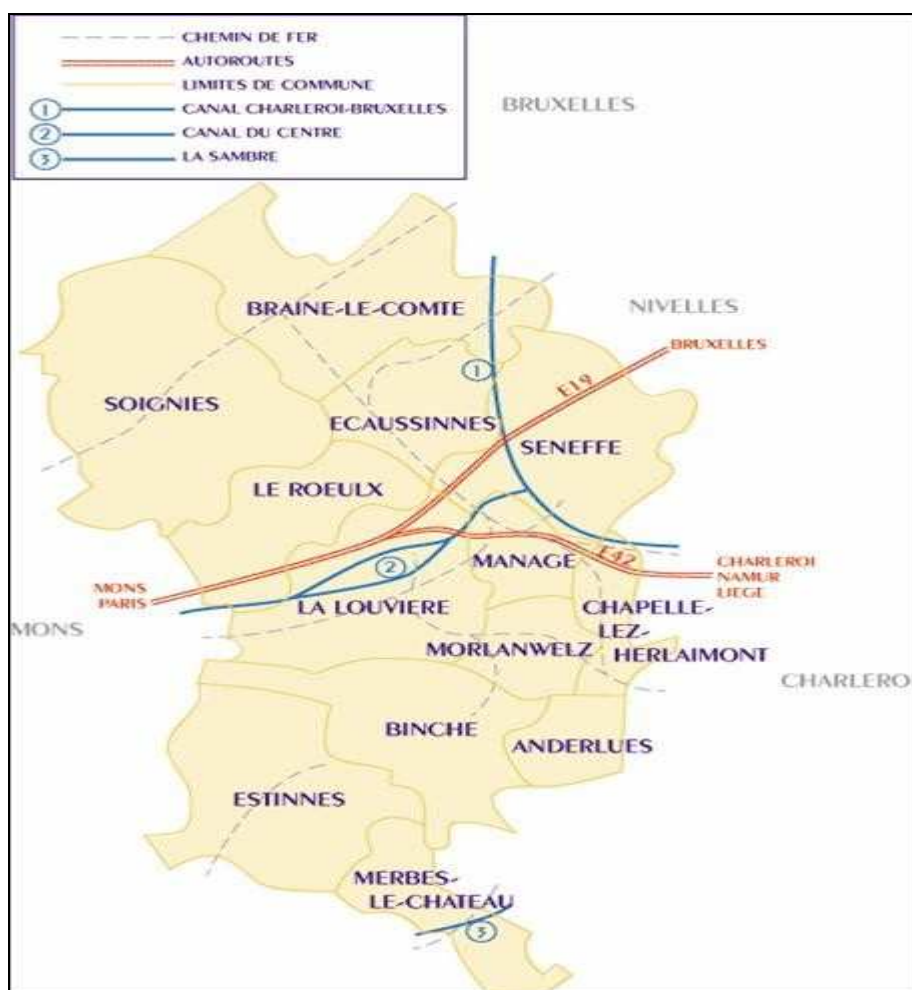 CHEMIN DE FER
AUTOROUTES
LIMITES DE COMMUNE
1 CANAL CHARLEROI-BRUXELLES
2 CANAL DU CENTRE
3 LA SAMBRE
BRUXELLES
NIVELLES
BRAINE-LE-COMTE
BRUXELLES
1
E19
SOIGNIES
ECAUSSINNES
SENEFFE
LE ROEULX
MANAGE
E42
2
CHARLEROI
NAMUR
LIEGE
MONS
PARIS
LA LOUVIERE
CHAPELLE-
LEZ-
HERLAIMONT
MONS
MORLANWELZ
CHARLERO
BINCHE
ANDERLUES
ESTINNES
MERBES-
LE-CHATEAU
3